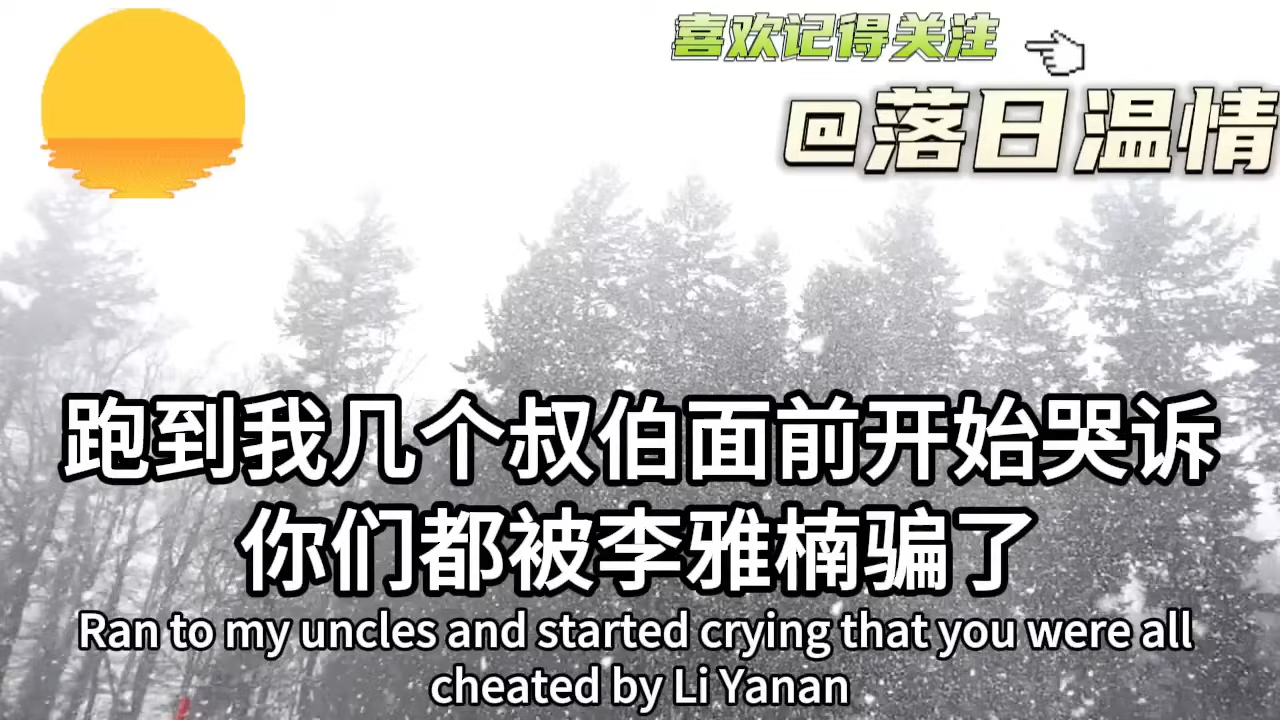 喜欢记得关注
@落日温情
跑到我几个叔伯面前开始哭诉
你们都被李雅楠骗了
Ran to my uncles and started crying that you were all
cheated by Li Yanan